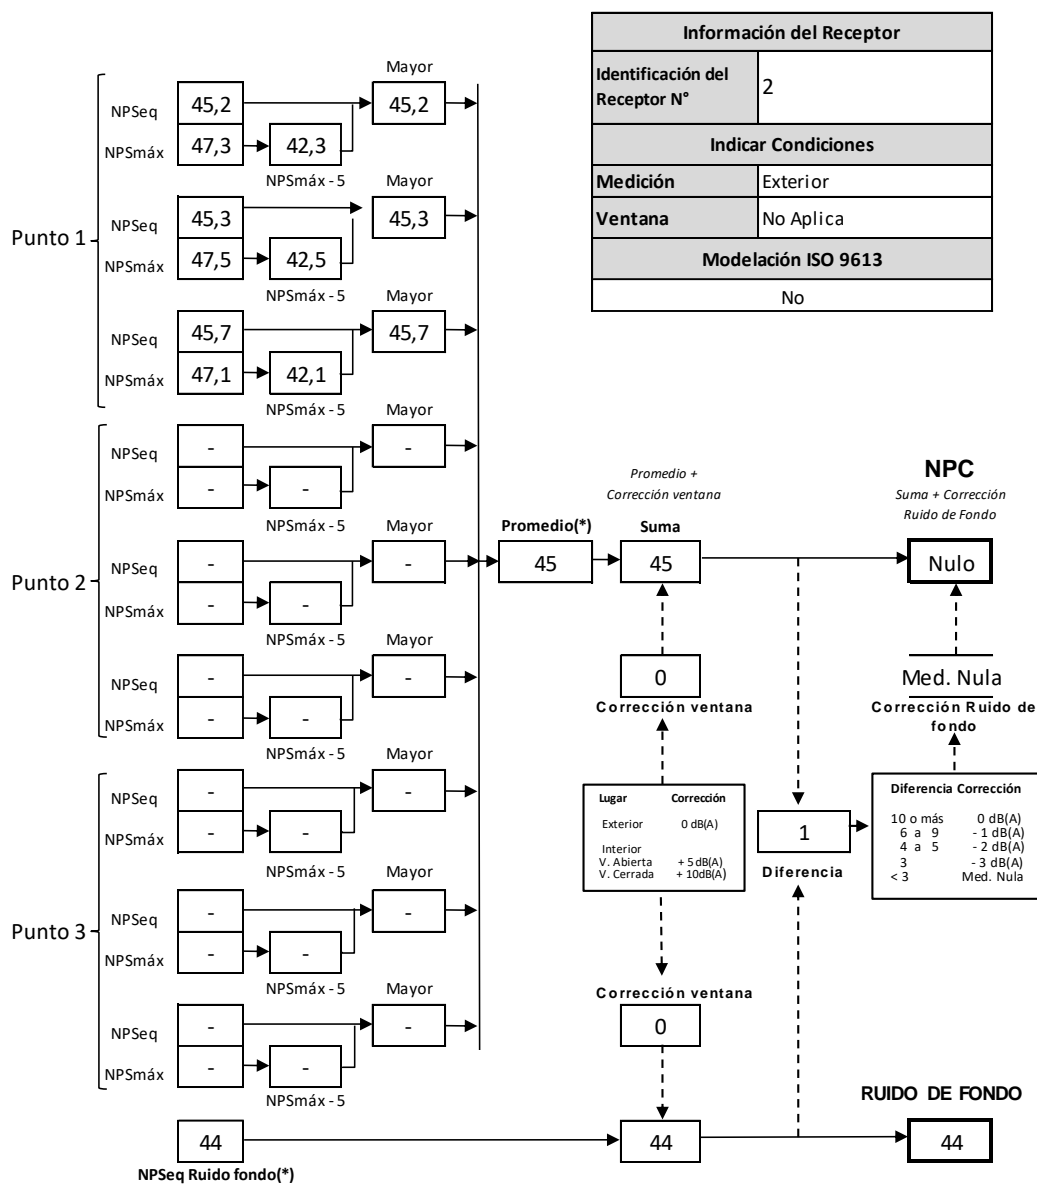 Información del Receptor
Identificación del
Receptor N°
2
Indicar Condiciones
Medición
Exterior
Ventana
No Aplica
Modelación ISO 9613
No
Punto 1
Mayor
NPSeq
45,2
45,2
NPSmáx
47,3
42,3
NPSmáx - 5
Mayor
NPSeq
45,3
45,3
NPSmáx
47,5
42,5
NPSmáx - 5
Mayor
NPSeq
45,7
45,7
NPSmáx
47,1
42,1
NPSmáx - 5
Punto 2
Mayor
NPSeq
-
-
NPSmáx
-
-
NPSmáx - 5
Mayor
NPSeq
-
-
NPSmáx
-
-
NPSmáx - 5
Mayor
NPSeq
-
-
NPSmáx
-
-
NPSmáx - 5
Punto 3
Mayor
NPSeq
-
-
NPSmáx
-
-
NPSmáx - 5
Mayor
NPSeq
-
-
NPSmáx
-
-
NPSmáx - 5
Mayor
NPSeq
-
-
NPSmáx
-
-
NPSmáx - 5
44
NPSeq Ruido fondo(*)
Promedio(*)
45
Promedio +
Corrección ventana
Suma
45
0
Corrección ventana
Lugar Corrección
Exterior 0 dB(A)
Interior
V. Abierta + 5 dB(A)
V. Cerrada + 10dB(A)
Corrección ventana
0
44
1
Diferencia
NPC
Suma + Corrección
Ruido de Fondo
Nulo
Med. Nula
Corrección Ruido de
fondo
Diferencia Corrección
10 o más 0 dB(A)
6 a 9 - 1 dB(A)
4 a 5 - 2 dB(A)
3 - 3 dB(A)
< 3 Med. Nula
RUIDO DE FONDO
44